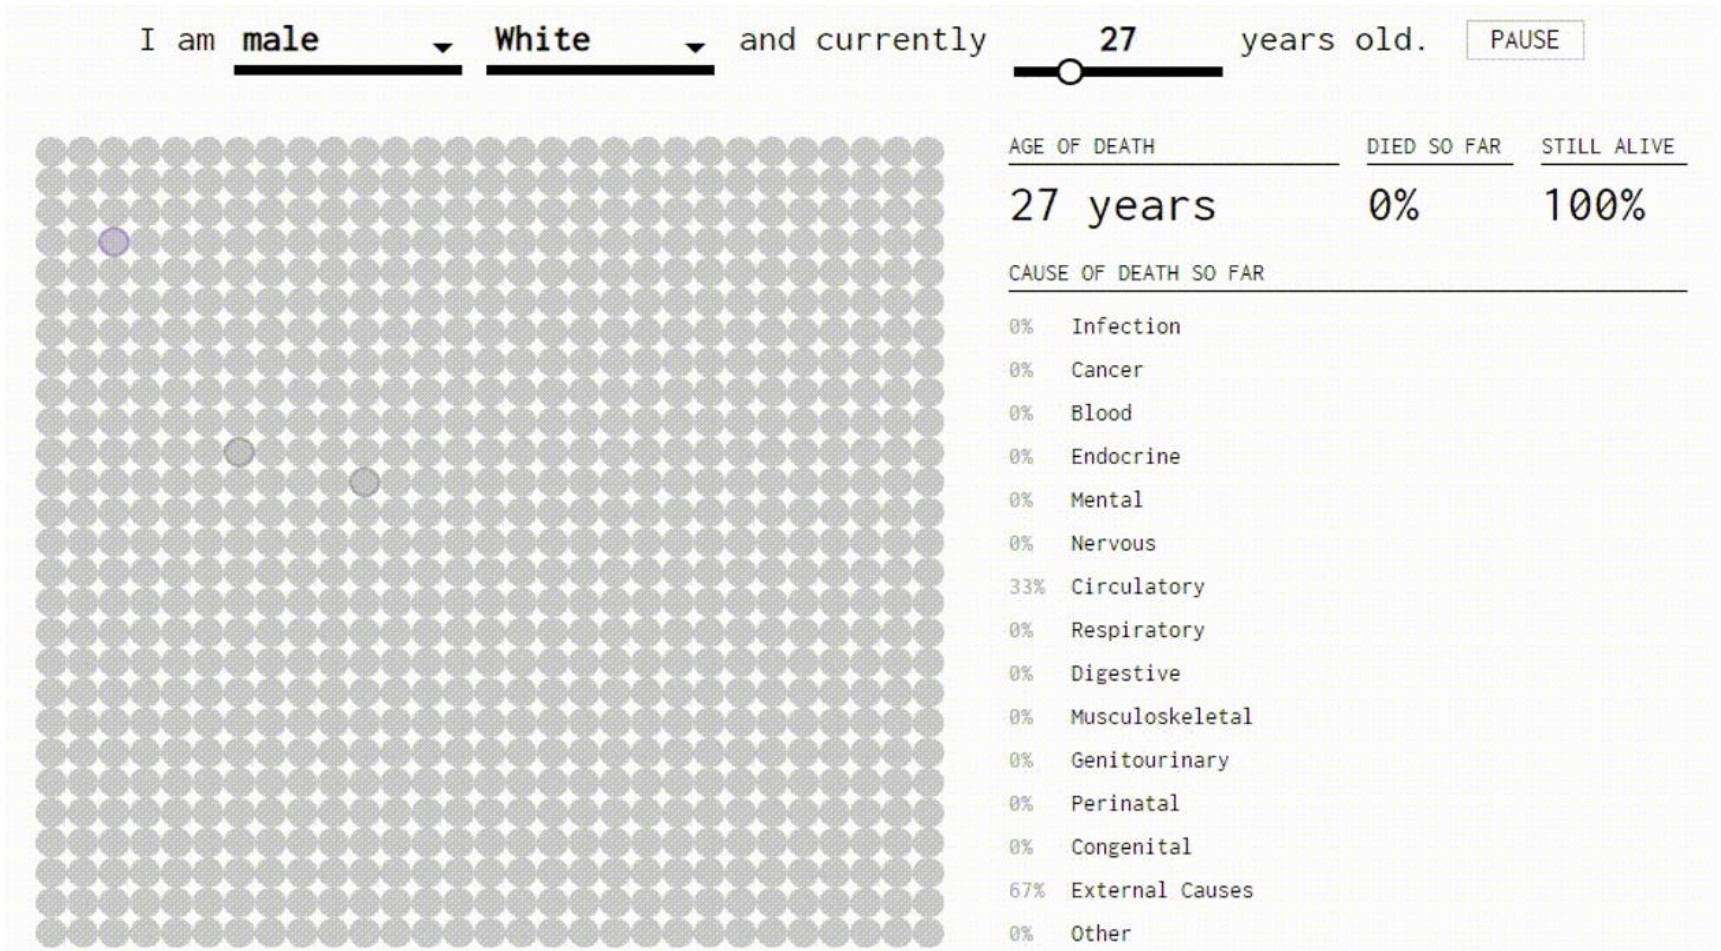 I am male White and currently 27 years old. PAUSE
AGE OF DEATH DIED SO FAR STILL ALIVE
27 years 0% 100%
CAUSE OF DEATH SO FAR
0% Infection
0% Cancer
0% Blood
0% Endocrine
0% Mental
0% Nervous
33% Circulatory
0% Respiratory
0% Digestive
0% Musculoskeletal
0% Genitourinary
0% Perinatal
0% Congenital
67% External Causes
0% Other